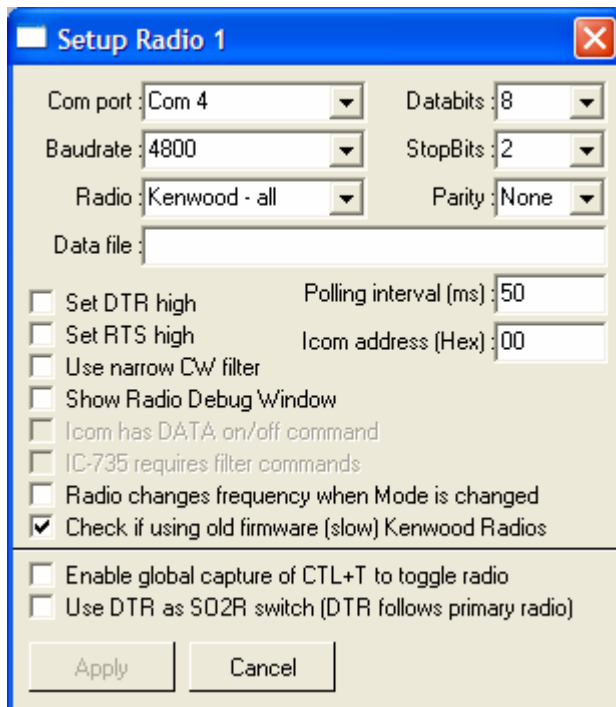 Setup Radio 1
Com port : Com 4 Databits : 8
Baudrate : 4800 StopBits : 2
Radio : Kenwood - all Parity : None
Data file :
Set DTR high Polling interval (ms) : 50
Set RTS high Icom address (Hex) : 00
Use narrow CW filter
Show Radio Debug Window
Icom has DATA on/off command
IC-735 requires filter commands
Radio changes frequency when Mode is changed
Check if using old firmware (slow) Kenwood Radios
Enable global capture of CTL+T to toggle radio
Use DTR as SO2R switch (DTR follows primary radio)
Apply Cancel